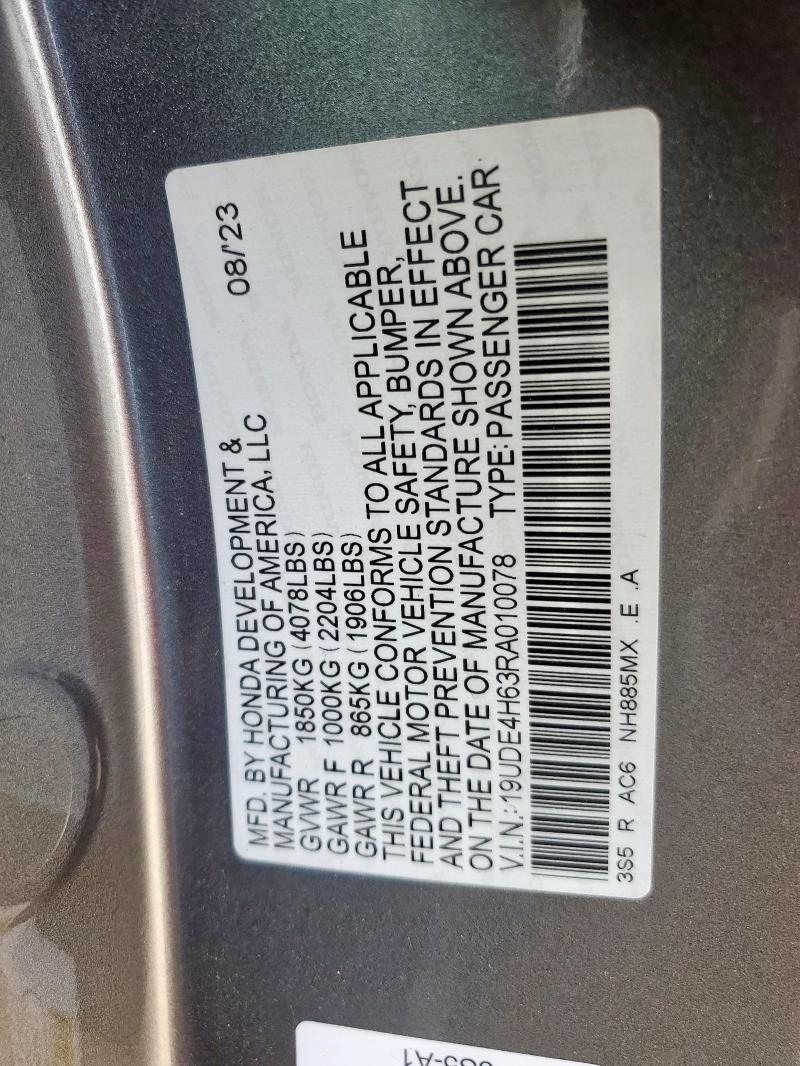 MFD. BY HONDA DEVELOPMENT & 08/'23
MANUFACTURING OF AMERICA, LLC
GVWR 1850KG (4078LBS)
GAWR F 1000KG (2204LBS)
GAWR R 865KG (1906LBS)
THIS VEHICLE CONFORMS TO ALL APPLICABLE
FEDERAL MOTOR VEHICLE SAFETY, BUMPER,
AND THEFT PREVENTION STANDARDS IN EFFECT
ON THE DATE OF MANUFACTURE SHOWN ABOVE.
V.I.N.:19UDE4H63RA010078 TYPE:PASSENGER CAR
3S5 R AC6 NH885MX .E .A